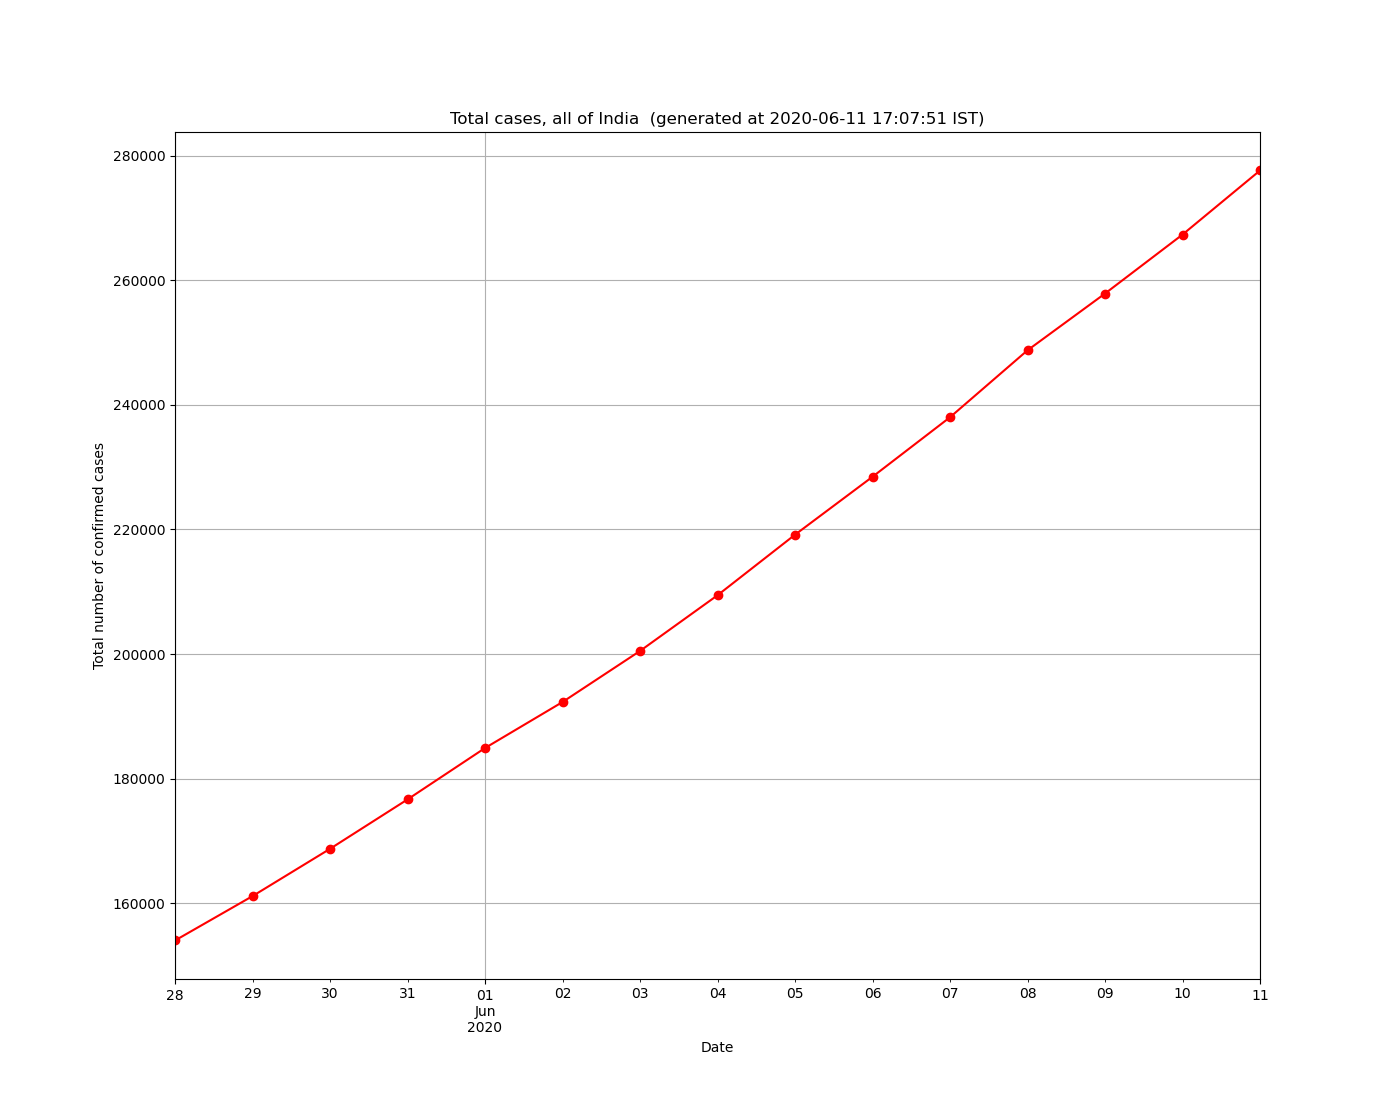 Total cases, all of India  (generated at 2020-06-11 17:07:51 IST)
280000
260000
240000
220000
200000
180000
160000
Total number of confirmed cases
28 29 30 31 01 02 03 04 05 06 07 08 09 10 11
Jun
2020
Date